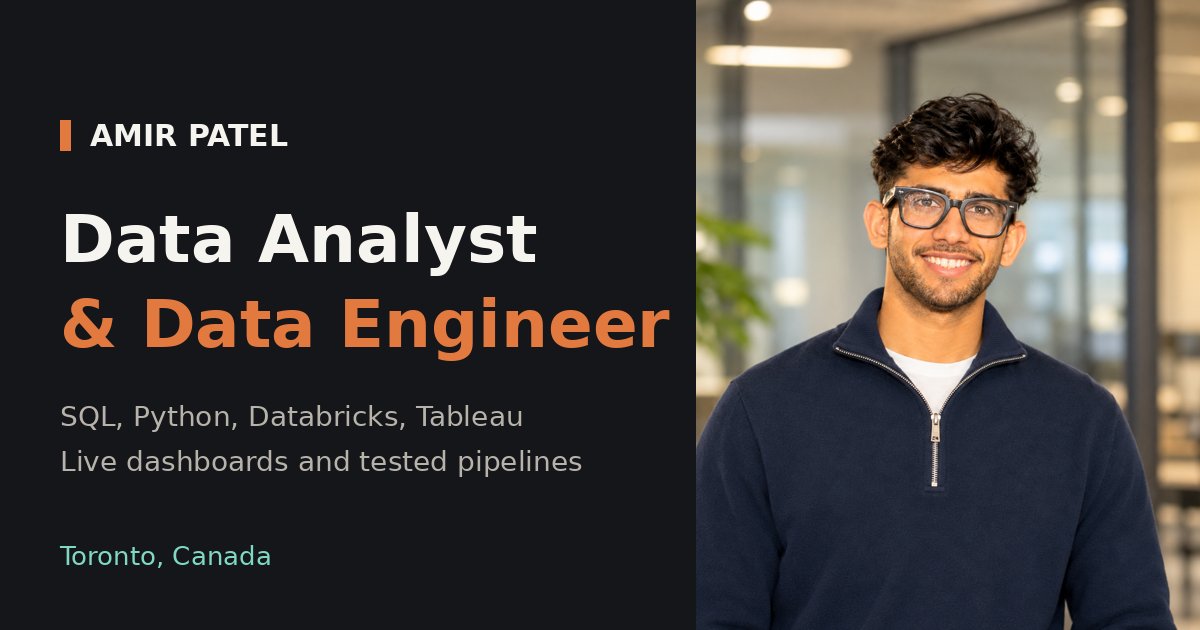 AMIR PATEL
Data Analyst
& Data Engineer
SQL, Python, Databricks, Tableau
Live dashboards and tested pipelines
Toronto, Canada